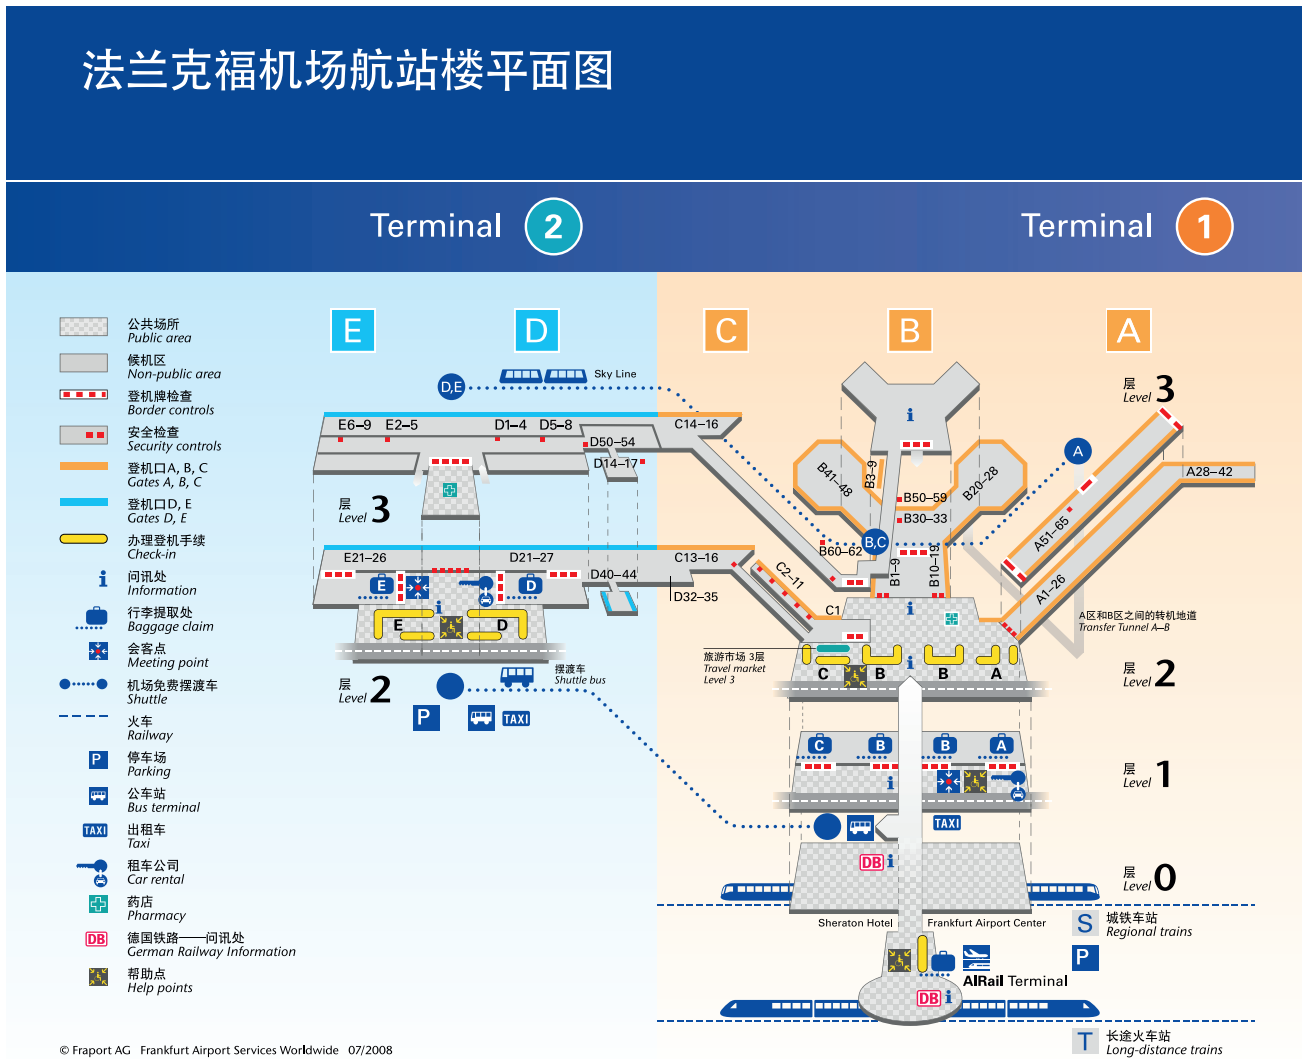 法兰克福机场航站楼平面图
Terminal 2
Terminal 1
E
D
C
B
A
公共场所
Public area
候机区
Non-public area
登机牌检查
Border controls
安全检查
Security controls
登机口A, B, C
Gates A, B, C
登机口D, E
Gates D, E
办理登机手续
Check-in
i
问讯处
Information
行李提取处
Baggage claim
会客点
Meeting point
机场免费摆渡车
Shuttle
火车
Railway
P
停车场
Parking
公车站
Bus terminal
TAXI
出租车
Taxi
租车公司
Car rental
药店
Pharmacy
DB
德国铁路——问讯处
German Railway Information
帮助点
Help points
© Fraport AG Frankfurt Airport Services Worldwide 07/2008
D,E
Sky Line
E6–9
E2–5
D1–4
D5–8
C14–16
D50–54
D14–17
层
Level 3
E21–26
D21–27
C13–16
D40–44
D32–35
E
D
i
E
D
层
Level 2
摆渡车
Shuttle bus
P
TAXI
层
Level 3
i
A
B41–48
B3–9
B20–28
B50–59
B30–33
B60–62
B,C
B1–9
B10–19
A28–42
A51–65
A1–26
C2–11
C1
i
A区和B区之间的转机地道
Transfer Tunnel A–B
旅游市场 3层
Travel market
Level 3
i
C
B
B
A
层
Level 2
C
B
B
A
i
层
Level 1
TAXI
DB i
层
Level 0
Sheraton Hotel
Frankfurt Airport Center
S
城铁车站
Regional trains
P
AIRail Terminal
DB i
T
长途火车站
Long-distance trains